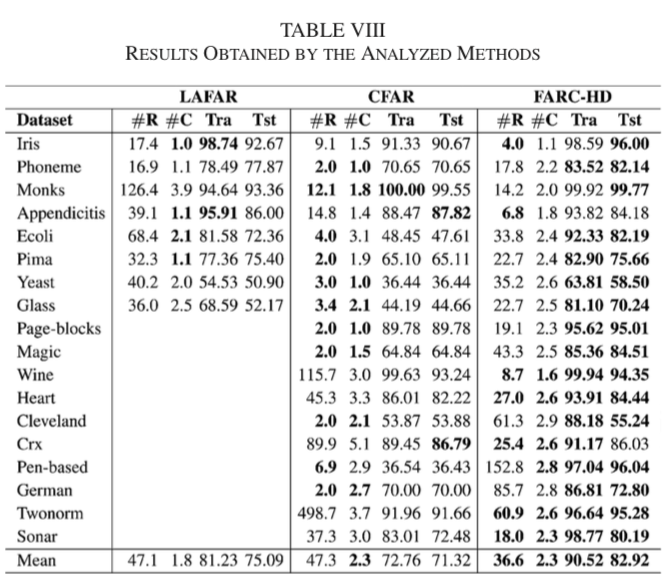 TABLE VIII
RESULTS OBTAINED BY THE ANALYZED METHODS
LAFAR CFAR FARC-HD
Dataset #R #C Tra Tst #R #C Tra Tst #R #C Tra Tst
Iris 17.4 1.0 98.74 92.67 9.1 1.5 91.33 90.67 4.0 1.1 98.59 96.00
Phoneme 16.9 1.1 78.49 77.87 2.0 1.0 70.65 70.65 17.8 2.2 83.52 82.14
Monks 126.4 3.9 94.64 93.36 12.1 1.8 100.00 99.55 14.2 2.0 99.92 99.77
Appendicitis 39.1 1.1 95.91 86.00 14.8 1.4 88.47 87.82 6.8 1.8 93.82 84.18
Ecoli 68.4 2.1 81.58 72.36 4.0 3.1 48.45 47.61 33.8 2.4 92.33 82.19
Pima 32.3 1.1 77.36 75.40 2.0 1.9 65.10 65.11 22.7 2.4 82.90 75.66
Yeast 40.2 2.0 54.53 50.90 3.0 1.0 36.44 36.44 35.2 2.6 63.81 58.50
Glass 36.0 2.5 68.59 52.17 3.4 2.1 44.19 44.66 22.7 2.5 81.10 70.24
Page-blocks 2.0 1.0 89.78 89.78 19.1 2.3 95.62 95.01
Magic 2.0 1.5 64.84 64.84 43.3 2.5 85.36 84.51
Wine 115.7 3.0 99.63 93.24 8.7 1.6 99.94 94.35
Heart 45.3 3.3 86.01 82.22 27.0 2.6 93.91 84.44
Cleveland 2.0 2.1 53.87 53.88 61.3 2.9 88.18 55.24
Crx 89.9 5.1 89.45 86.79 25.4 2.6 91.17 86.03
Pen-based 6.9 2.9 36.54 36.43 152.8 2.8 97.04 96.04
German 2.0 2.7 70.00 70.00 85.7 2.8 86.81 72.80
Twonorm 498.7 3.7 91.96 91.66 60.9 2.6 96.64 95.28
Sonar 37.3 3.0 83.01 72.48 18.0 2.3 98.77 80.19
Mean 47.1 1.8 81.23 75.09 47.3 2.3 72.76 71.32 36.6 2.3 90.52 82.92